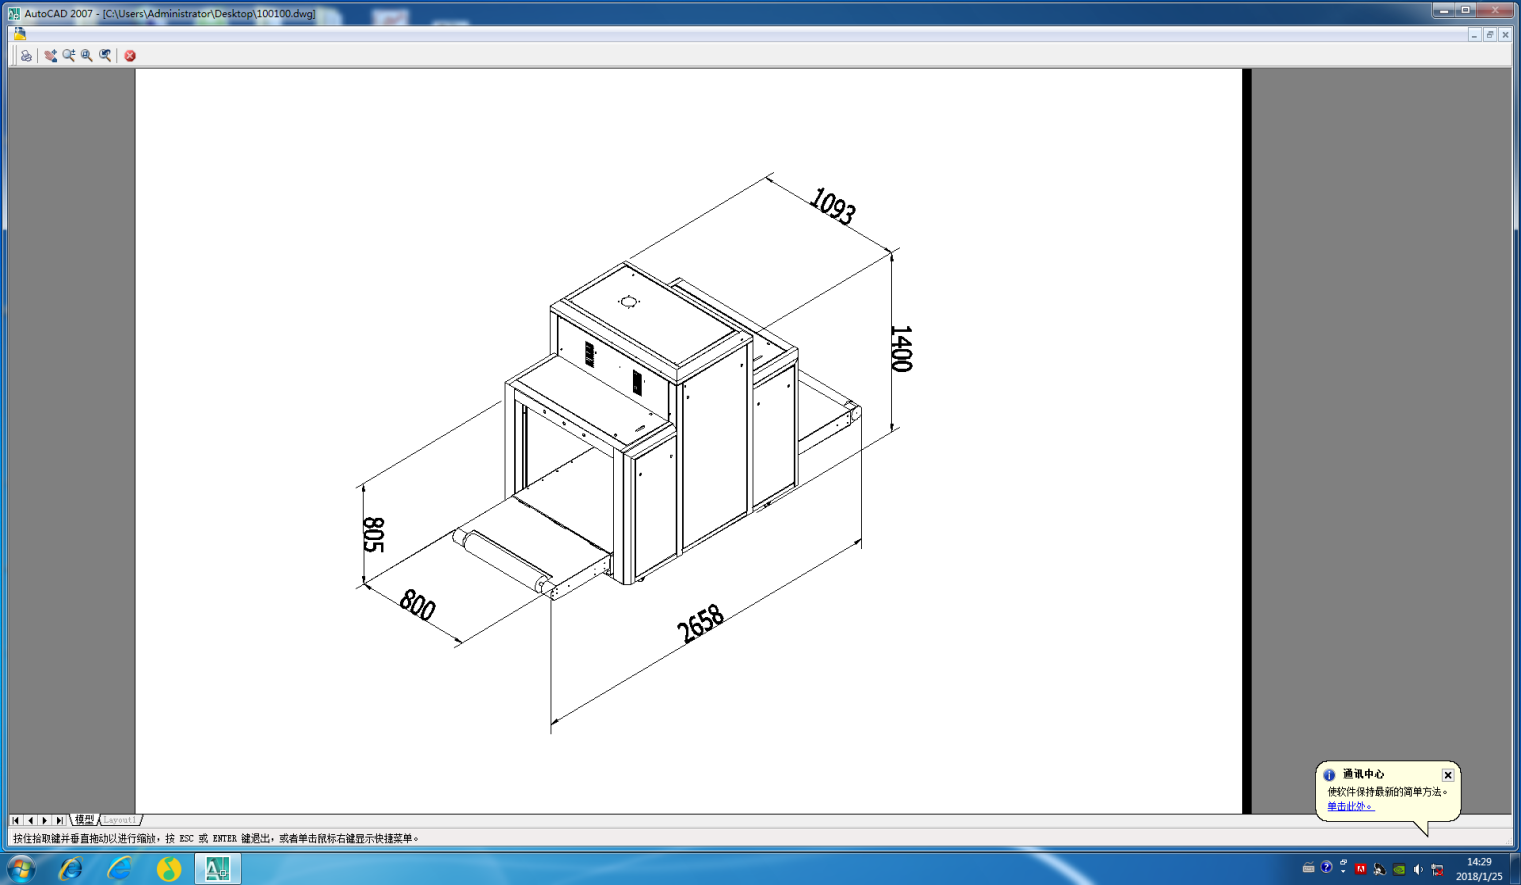 AutoCAD 2007 - [C:\Users\Administrator\Desktop\100100.dwg]
1093
1400
805
800
2658
通讯中心
使软件保持最新的简单方法。
单击此处。
模型 Layout1
按住拾取键并垂直拖动以进行缩放，按 ESC 或 ENTER 键退出，或者单击鼠标右键显示快捷菜单。
14:29
2018/1/25